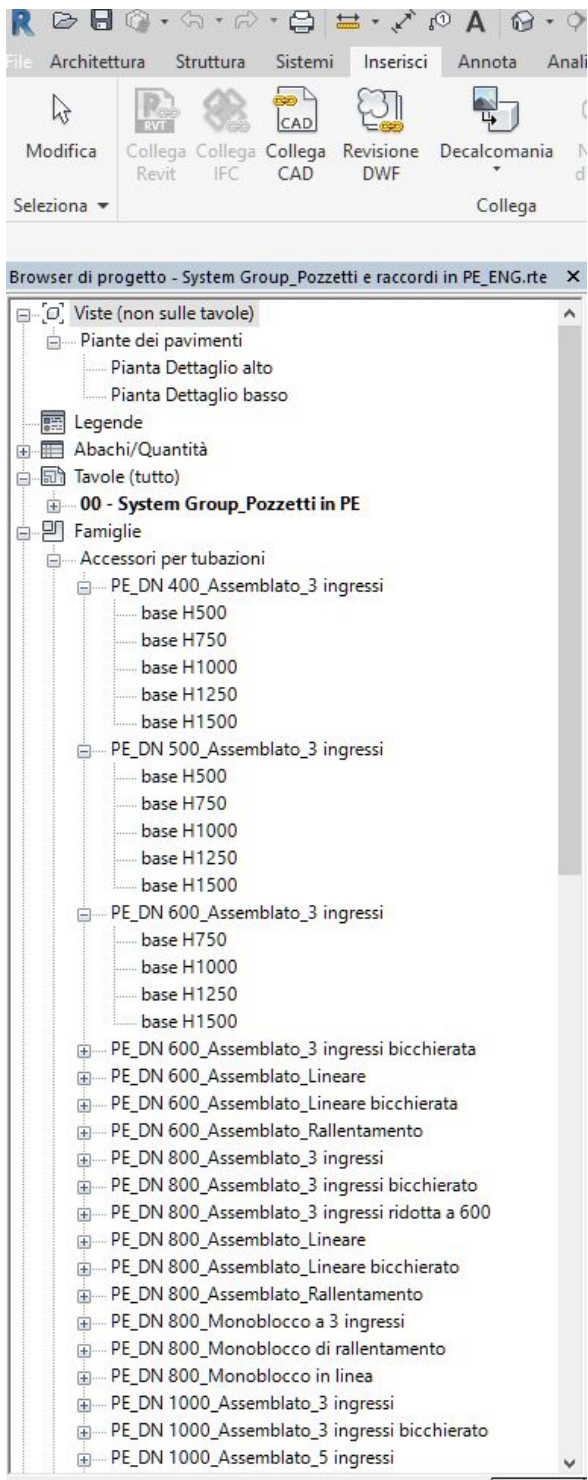 File Architettura Struttura Sistemi Inserisci Annota Anali
Modifica Collega Revit Collega IFC Collega CAD Revisione DWF Decalcomania
Seleziona Collega
Browser di progetto - System Group_Pozzetti e raccordi in PE_ENG.rte
Viste (non sulle tavole)
Piante dei pavimenti
Pianta Dettaglio alto
Pianta Dettaglio basso
Legende
Abachi/Quantità
Tavole (tutto)
00 - System Group_Pozzetti in PE
Famiglie
Accessori per tubazioni
PE_DN 400_Assemblato_3 ingressi
base H500
base H750
base H1000
base H1250
base H1500
PE_DN 500_Assemblato_3 ingressi
base H500
base H750
base H1000
base H1250
base H1500
PE_DN 600_Assemblato_3 ingressi
base H750
base H1000
base H1250
base H1500
PE_DN 600_Assemblato_3 ingressi bicchierata
PE_DN 600_Assemblato_Lineare
PE_DN 600_Assemblato_Lineare bicchierata
PE_DN 600_Assemblato_Rallentamento
PE_DN 800_Assemblato_3 ingressi
PE_DN 800_Assemblato_3 ingressi bicchierato
PE_DN 800_Assemblato_3 ingressi ridotta a 600
PE_DN 800_Assemblato_Lineare
PE_DN 800_Assemblato_Lineare bicchierato
PE_DN 800_Assemblato_Rallentamento
PE_DN 800_Monoblocco a 3 ingressi
PE_DN 800_Monoblocco di rallentamento
PE_DN 800_Monoblocco in linea
PE_DN 1000_Assemblato_3 ingressi
PE_DN 1000_Assemblato_3 ingressi bicchierato
PE_DN 1000_Assemblato_5 ingressi